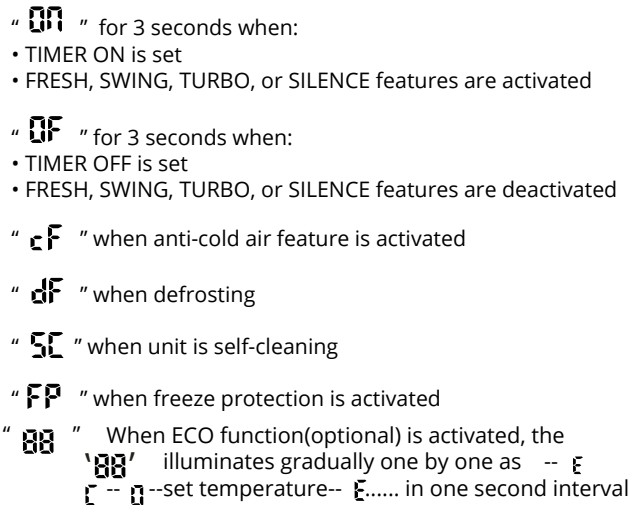 “ ON ” for 3 seconds when:
• TIMER ON is set
• FRESH, SWING, TURBO, or SILENCE features are activated
“ OF ” for 3 seconds when:
• TIMER OFF is set
• FRESH, SWING, TURBO, or SILENCE features are deactivated
“ cF ” when anti-cold air feature is activated
“ dF ” when defrosting
“ SC ” when unit is self-cleaning
“ FP ” when freeze protection is activated
“ 88 ” When ECO function(optional) is activated, the
‘88’ illuminates gradually one by one as -- E
C -- O --set temperature-- E...... in one second interval